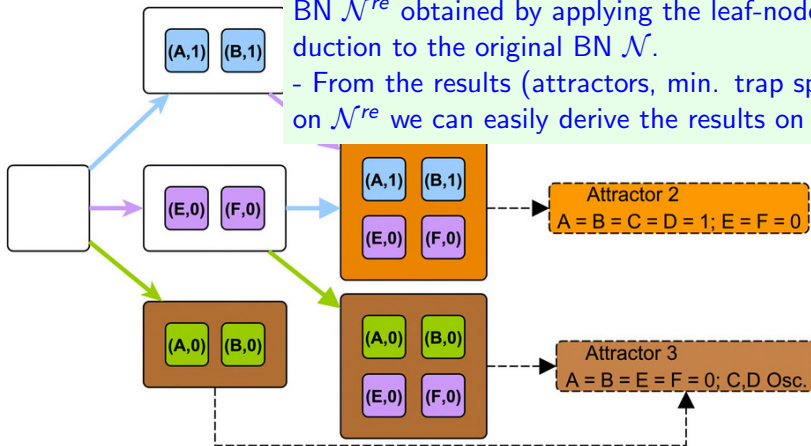 BN 𝒩^re obtained by applying the leaf-node
duction to the original BN 𝒩.
- From the results (attractors, min. trap sp
on 𝒩^re we can easily derive the results on
(A,1) (B,1)
(A,1) (B,1)
(E,0) (F,0)
(E,0) (F,0)
Attractor 2
A = B = C = D = 1; E = F = 0
(A,0) (B,0)
(A,0) (B,0)
(E,0) (F,0)
Attractor 3
A = B = E = F = 0; C,D Osc.